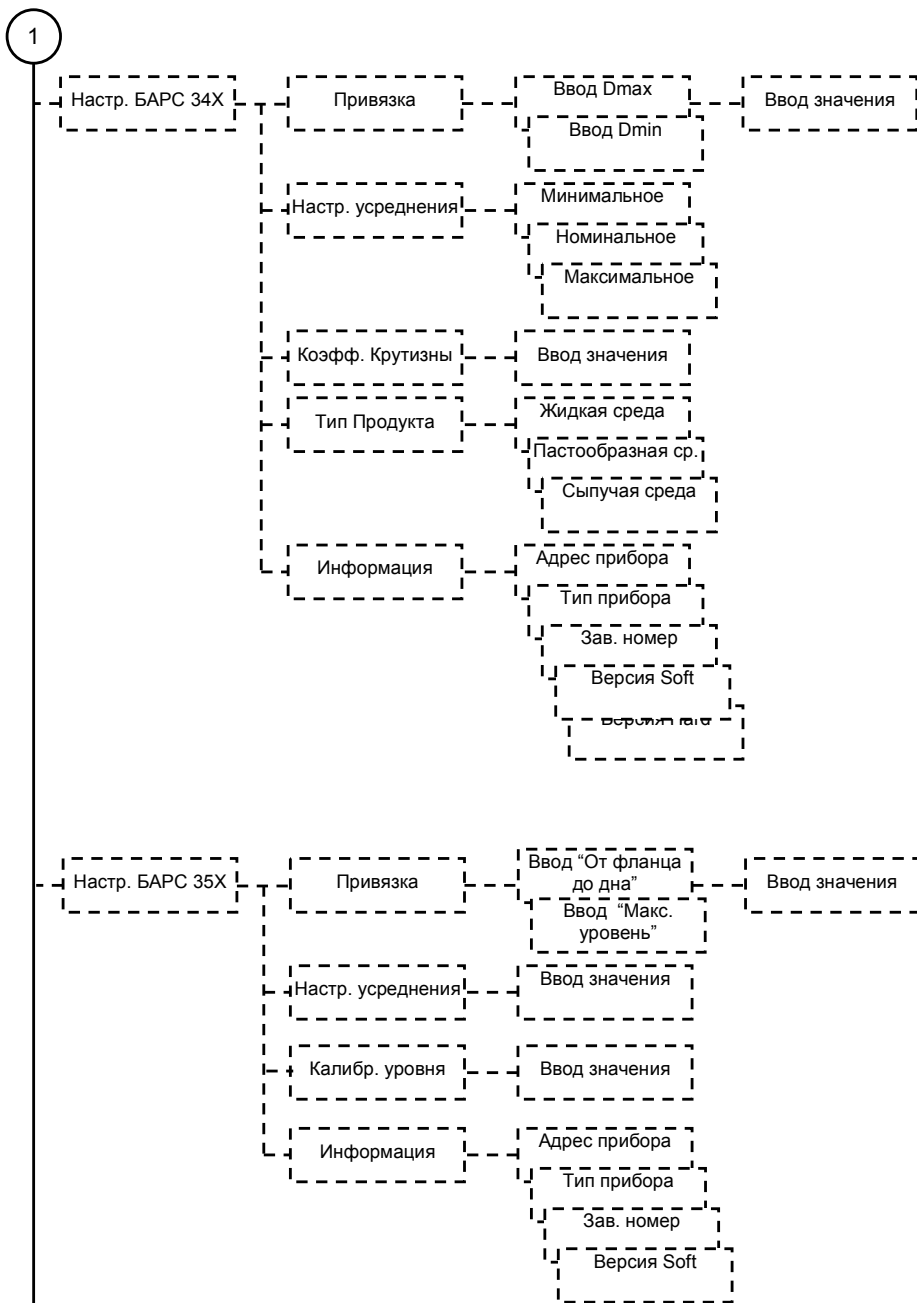 1
Настр. БАРС 34X
Привязка
Ввод Dmax
Ввод Dmin
Ввод значения
Настр. усреднения
Минимальное
Номинальное
Максимальное
Коэфф. Крутизны
Ввод значения
Тип Продукта
Жидкая среда
Пастообразная ср.
Сыпучая среда
Информация
Адрес прибора
Тип прибора
Зав. номер
Версия Soft
Версия Hard
Настр. БАРС 35X
Привязка
Ввод “От фланца
до дна”
Ввод “Макс.
уровень”
Ввод значения
Настр. усреднения
Ввод значения
Калибр. уровня
Ввод значения
Информация
Адрес прибора
Тип прибора
Зав. номер
Версия Soft